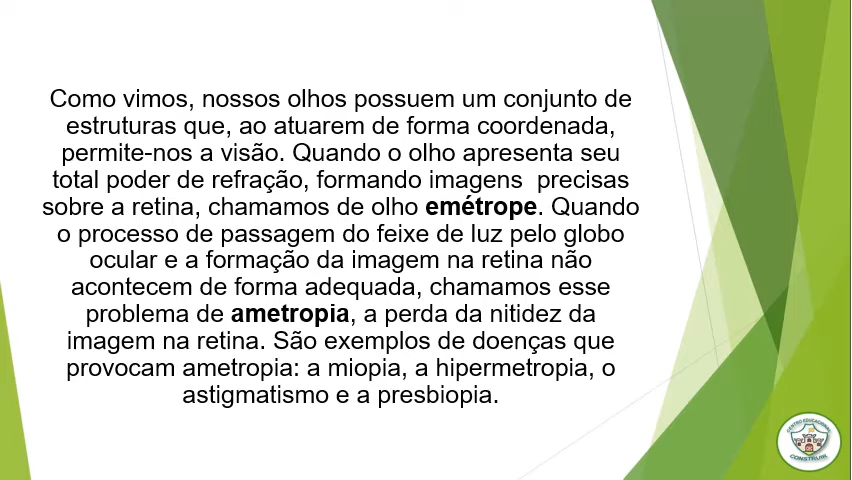 Como vimos, nossos olhos possuem um conjunto de
estruturas que, ao atuarem de forma coordenada,
permite-nos a visão. Quando o olho apresenta seu
total poder de refração, formando imagens  precisas
sobre a retina, chamamos de olho emétrope. Quando
o processo de passagem do feixe de luz pelo globo
ocular e a formação da imagem na retina não
acontecem de forma adequada, chamamos esse
problema de ametropia, a perda da nitidez da
imagem na retina. São exemplos de doenças que
provocam ametropia: a miopia, a hipermetropia, o
astigmatismo e a presbiopia.
CENTRO EDUCACIONAL
CONSTRUIR